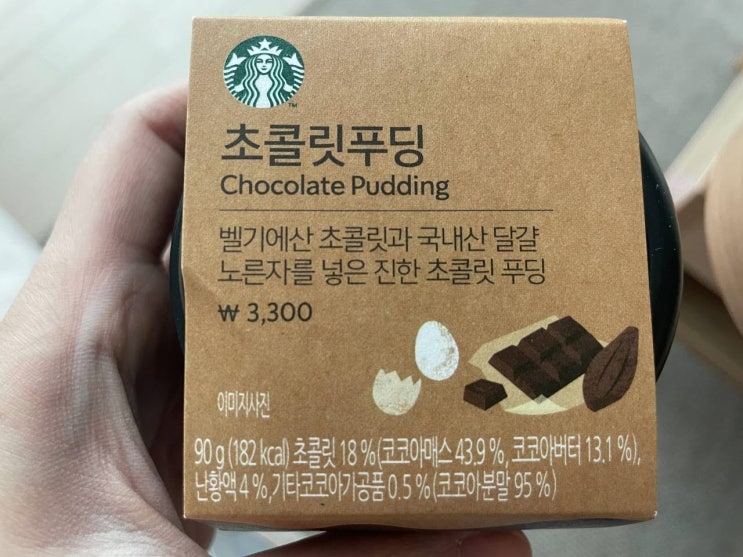 초콜릿푸딩
Chocolate Pudding
벨기에산 초콜릿과 국내산 달걀
노른자를 넣은 진한 초콜릿 푸딩
₩ 3,300
이미지사진
90 g (182 kcal) 초콜릿 18 % (코코아매스 43.9 %, 코코아버터 13.1 %),
난황액 4 %, 기타코코아가공품 0.5 % (코코아분말 95 %)